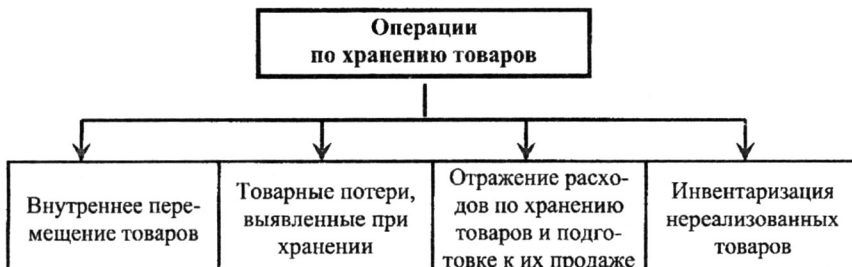 Операции
по хранению товаров
Внутреннее пере-
мещение товаров
Товарные потери,
выявленные при
хранении
Отражение расхо-
дов по хранению
товаров и подго-
товке к их продаже
Инвентаризация
нереализованных
товаров